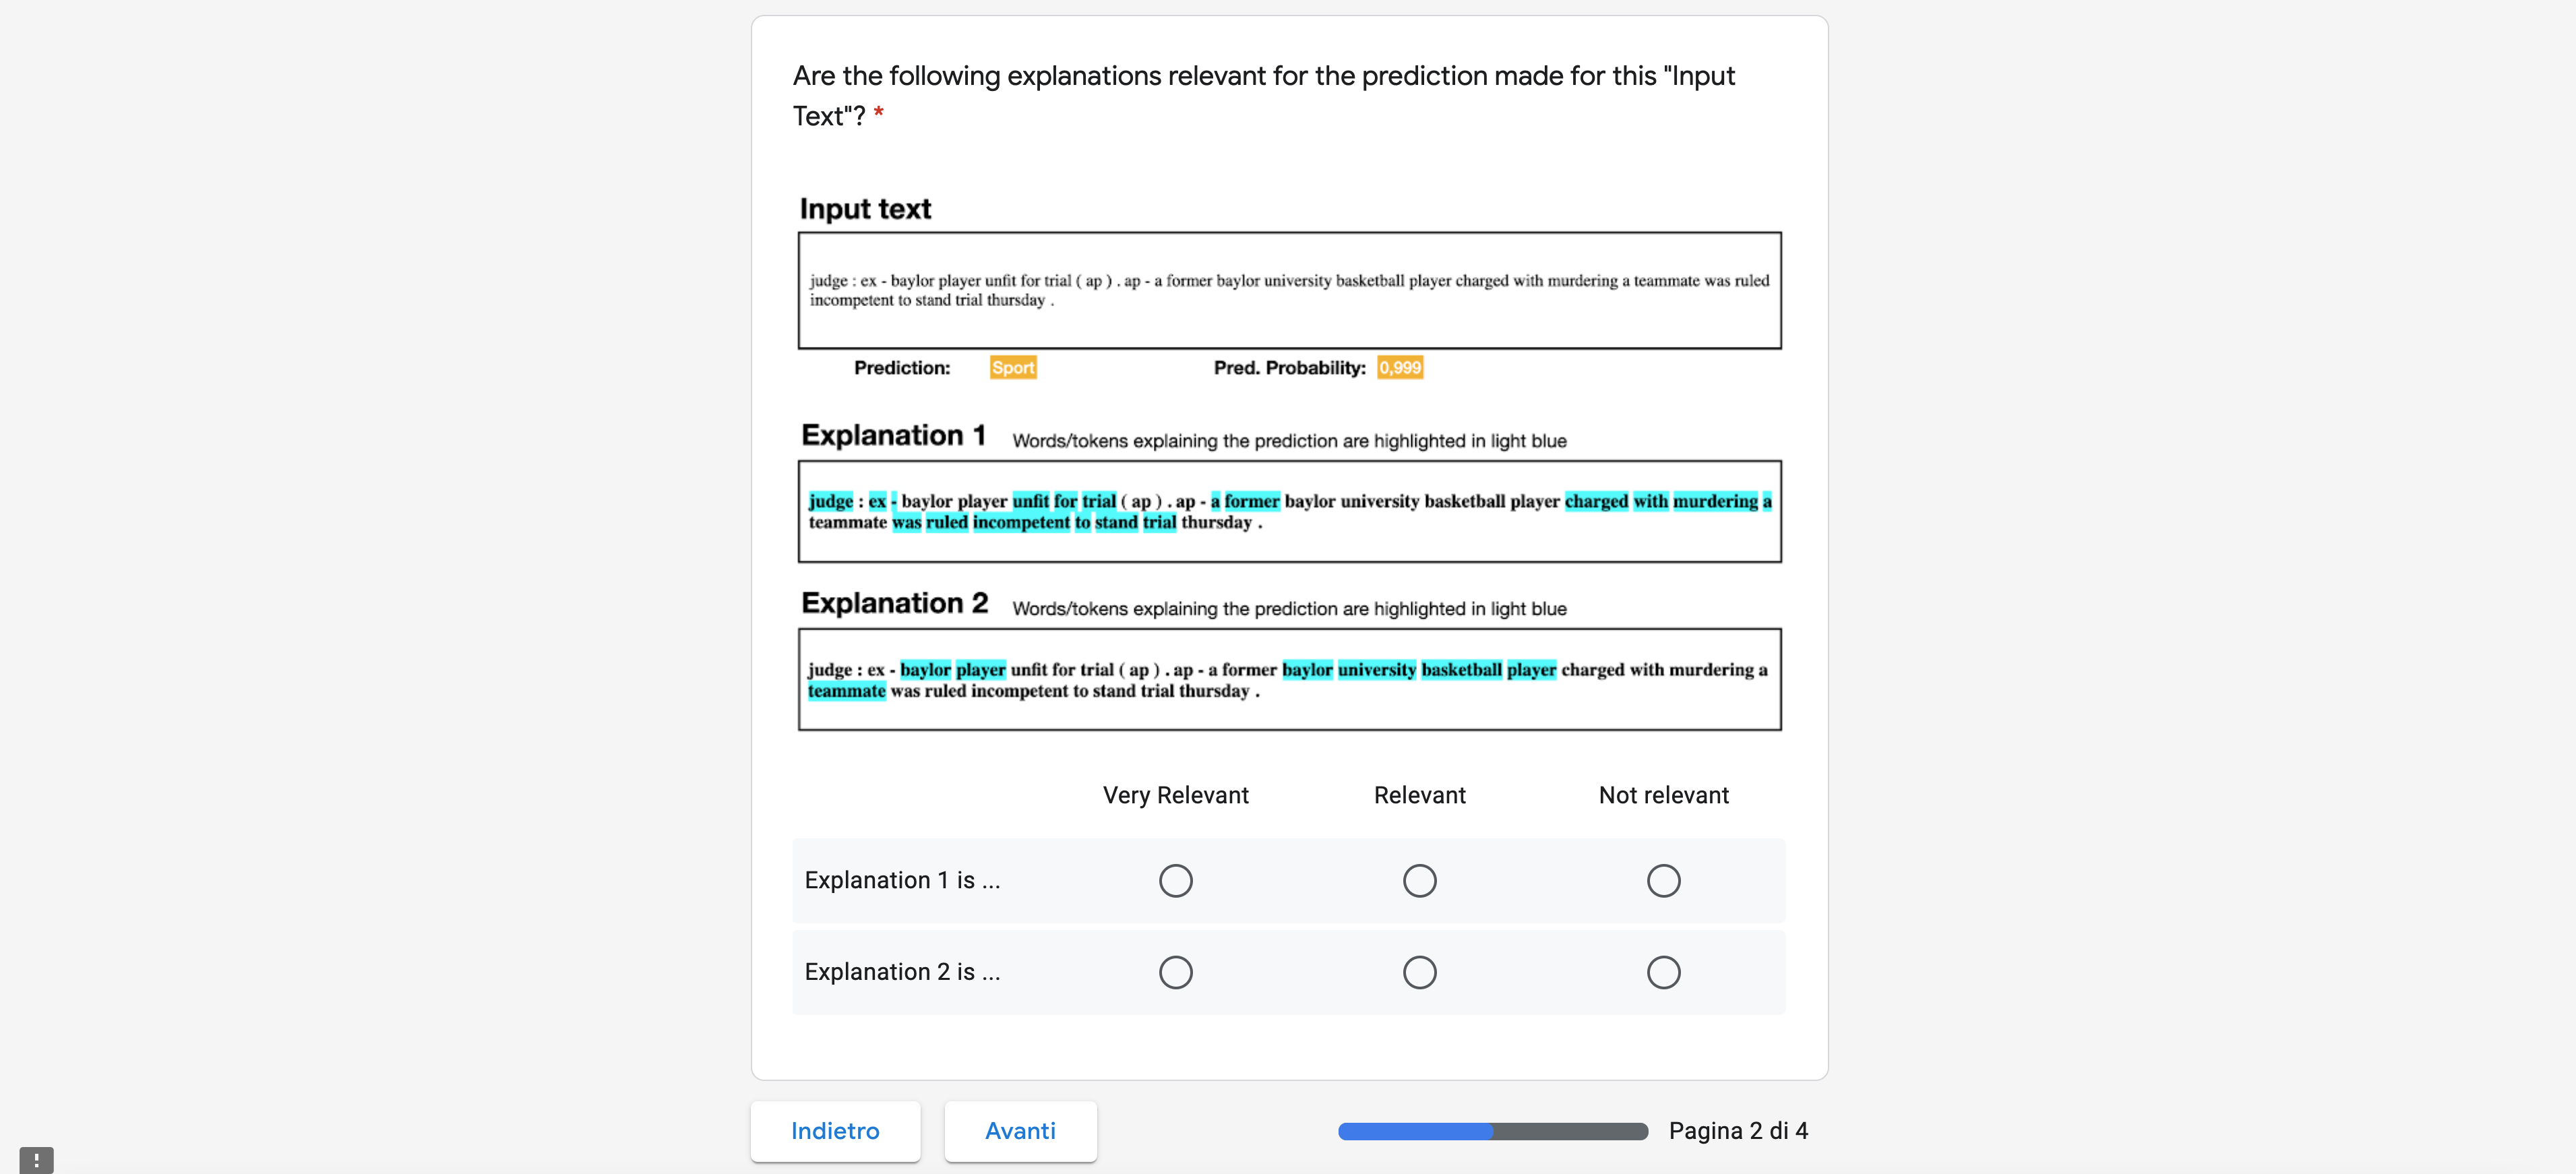 Are the following explanations relevant for the prediction made for this "Input
Text"? *
Input text
judge : ex - baylor player unfit for trial ( ap ) . ap - a former baylor university basketball player charged with murdering a teammate was ruled
incompetent to stand trial thursday .
Prediction: Sport Pred. Probability: 0,999
Explanation 1 Words/tokens explaining the prediction are highlighted in light blue
judge : ex - baylor player unfit for trial ( ap ) . ap - a former baylor university basketball player charged with murdering a
teammate was ruled incompetent to stand trial thursday .
Explanation 2 Words/tokens explaining the prediction are highlighted in light blue
judge : ex - baylor player unfit for trial ( ap ) . ap - a former baylor university basketball player charged with murdering a
teammate was ruled incompetent to stand trial thursday .
Very Relevant Relevant Not relevant
Explanation 1 is ...
Explanation 2 is ...
Indietro Avanti Pagina 2 di 4
!